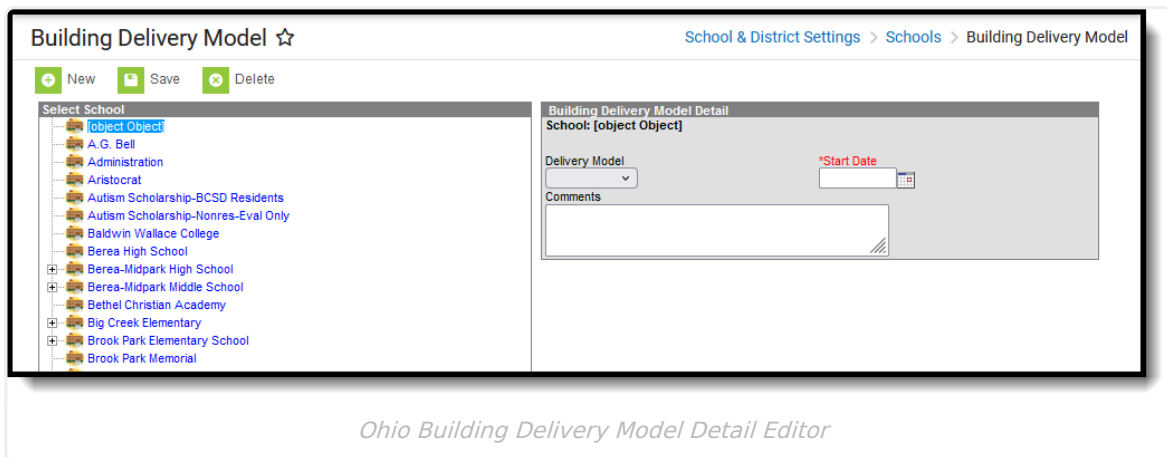 Building Delivery Model ☆
School & District Settings > Schools > Building Delivery Model
New Save Delete
Select School
[object Object]
A.G. Bell
Administration
Aristocrat
Autism Scholarship-BCSD Residents
Autism Scholarship-Nonres-Eval Only
Baldwin Wallace College
Berea High School
Berea-Midpark High School
Berea-Midpark Middle School
Bethel Christian Academy
Big Creek Elementary
Brook Park Elementary School
Brook Park Memorial
Building Delivery Model Detail
School: [object Object]
Delivery Model *Start Date
Comments
Ohio Building Delivery Model Detail Editor